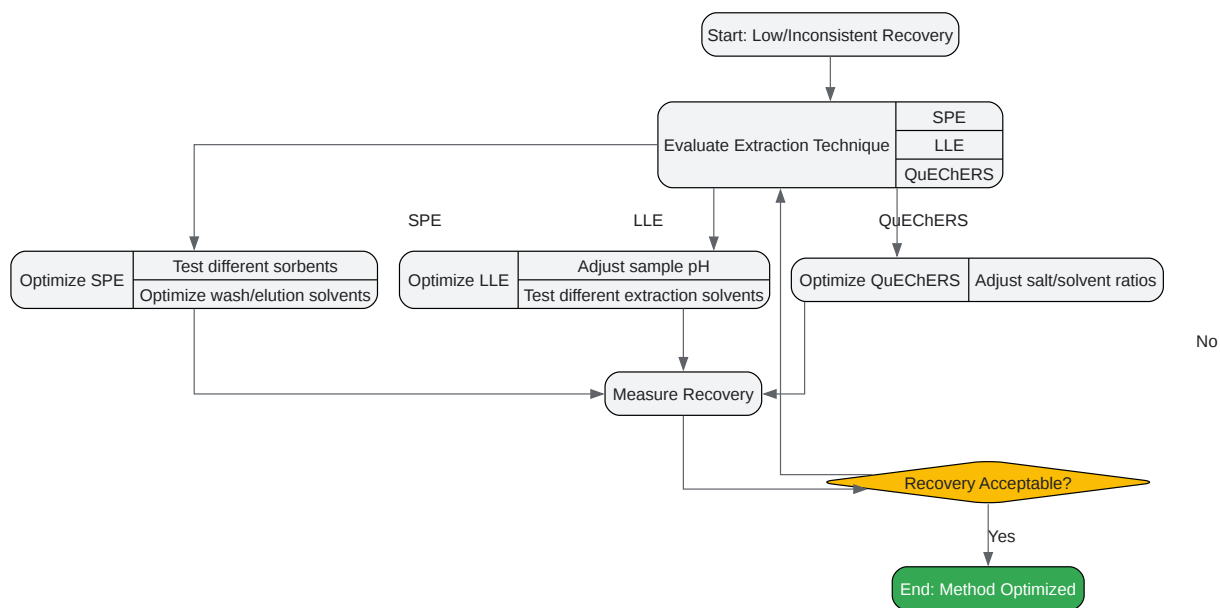 Start: Low/Inconsistent Recovery
Evaluate Extraction Technique
SPE
LLE
QuEChERS
SPE
LLE
QuEChERS
Optimize SPE
Test different sorbents
Optimize wash/elution solvents
Optimize LLE
Adjust sample pH
Test different extraction solvents
Optimize QuEChERS
Adjust salt/solvent ratios
No
Measure Recovery
Recovery Acceptable?
Yes
End: Method Optimized